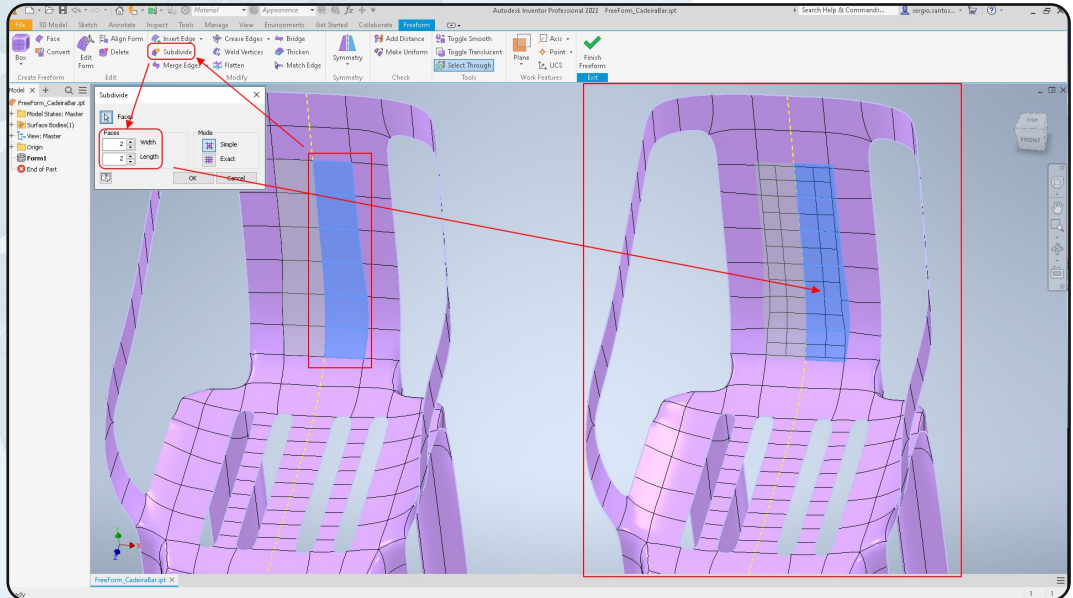 Material
Appearance
fx
Autodesk Inventor Professional 2022 FreeForm_CadeiraBar.ipt
Search Help & Commands...
sergio.santos...
File 3D Model Sketch Annotate Inspect Tools Manage View Environments Get Started Collaborate Freeform
Face Align Form Insert Edge Crease Edges Bridge Add Distance Toggle Smooth Axis
Convert Delete Subdivide Weld Vertices Thicken Make Uniform Toggle Translucent Point
Box Edit Form Merge Edges Flatten Match Edge Symmetry Select Through Plane UCS Finish Freeform
Create Freeform Edit Modify Symmetry Check Tools Work Features Exit
Model
FreeForm_CadeiraBar.ipt
Model States: Master
Surface Bodies(1)
View: Master
Origin
Form1
End of Part
Subdivide
Faces
Faces Mode
2 Width Simple
2 Length Exact
OK Cancel
TOP
FRONT
Y
X
Z
FreeForm_CadeiraBar.ipt
1 1